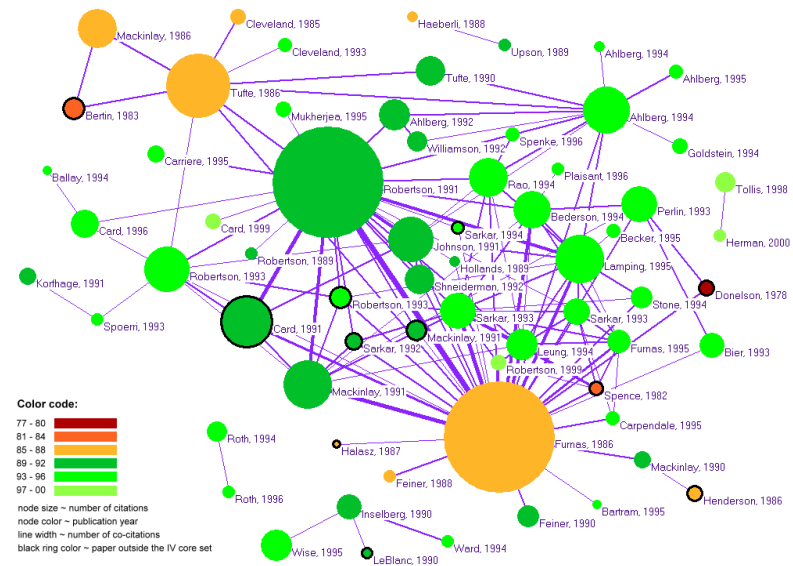 Cleveland, 1985
Haeberli, 1988
Mackinlay, 1986
Cleveland, 1993
Upson, 1989
Ahlberg, 1994
Tufte, 1990
Ahlberg, 1995
Tufte, 1986
Bertin, 1983
Mukherjea, 1995
Ahlberg, 1992
Ahlberg, 1994
Williamson, 1992
Spenke, 1996
Goldstein, 1994
Carriere, 1995
Ballay, 1994
Plaisant, 1996
Robertson, 1991
Rao, 1994
Tollis, 1998
Card, 1996
Card, 1999
Bederson, 1994
Perlin, 1993
Sarkar, 1994
Becker, 1995
Herman, 2000
Johnson, 1991
Robertson, 1989
Hollands, 1989
Lamping, 1995
Korfhage, 1991
Robertson, 1993
Shneiderman, 1992
Donelson, 1978
Robertson, 1993
Stone, 1994
Spoerri, 1993
Card, 1991
Sarkar, 1993
Sarkar, 1993
Mackinlay, 1991
Sarkar, 1992
Leung, 1994
Furnas, 1995
Bier, 1993
Robertson, 1999
Mackinlay, 1991
Spence, 1982
Color code:
77 - 80
81 - 84
85 - 88
89 - 92
93 - 96
97 - 00
Carpendale, 1995
Roth, 1994
Halasz, 1987
Furnas, 1986
Mackinlay, 1990
Feiner, 1988
Roth, 1996
Henderson, 1986
Bartram, 1995
Inselberg, 1990
Feiner, 1990
node size ~ number of citations
node color ~ publication year
line width ~ number of co-citations
black ring color ~ paper outside the IV core set
Wise, 1995
LeBlanc, 1990
Ward, 1994